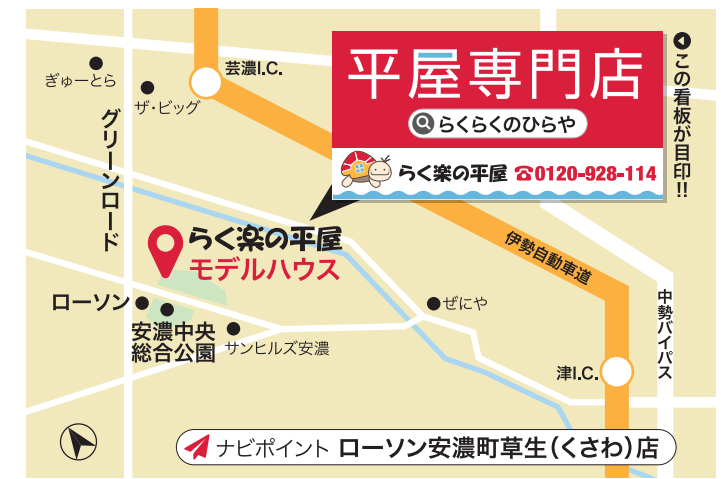 ぎゅーとら
ザ・ビッグ
芸濃I.C.
グリーンロード
平屋専門店
らくらくのひらや
らく楽の平屋 ☎0120-928-114
この看板が目印!!
らく楽の平屋
モデルハウス
伊勢自動車道
ローソン
安濃中央
総合公園
サンヒルズ安濃
ぜにや
中勢バイパス
津I.C.
ナビポイント ローソン安濃町草生(くさわ)店